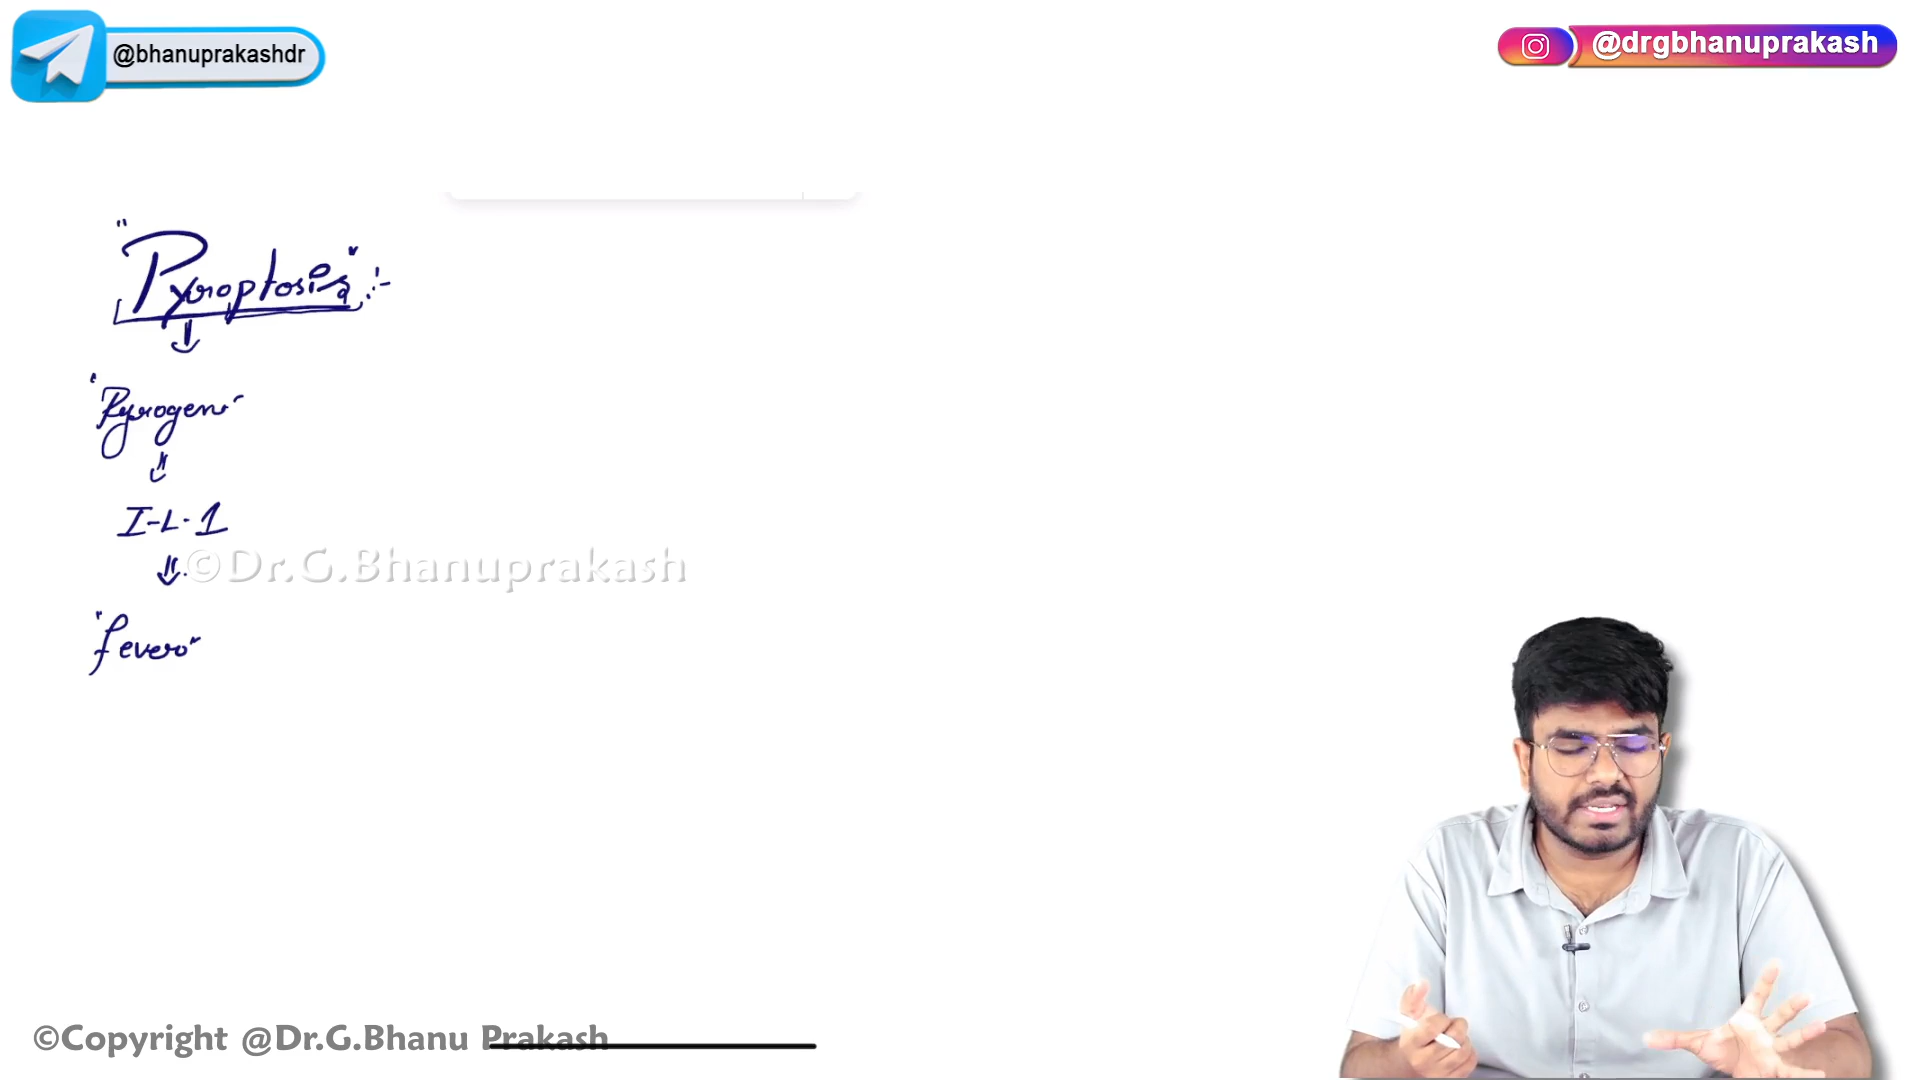 @bhanuprakashdr
@drgbhanuprakash
"Pyroptosis" :-
"Pyrogen"
I-L-1
©Dr.G.Bhanuprakash
"fever"
©Copyright @Dr.G.Bhanu Prakash